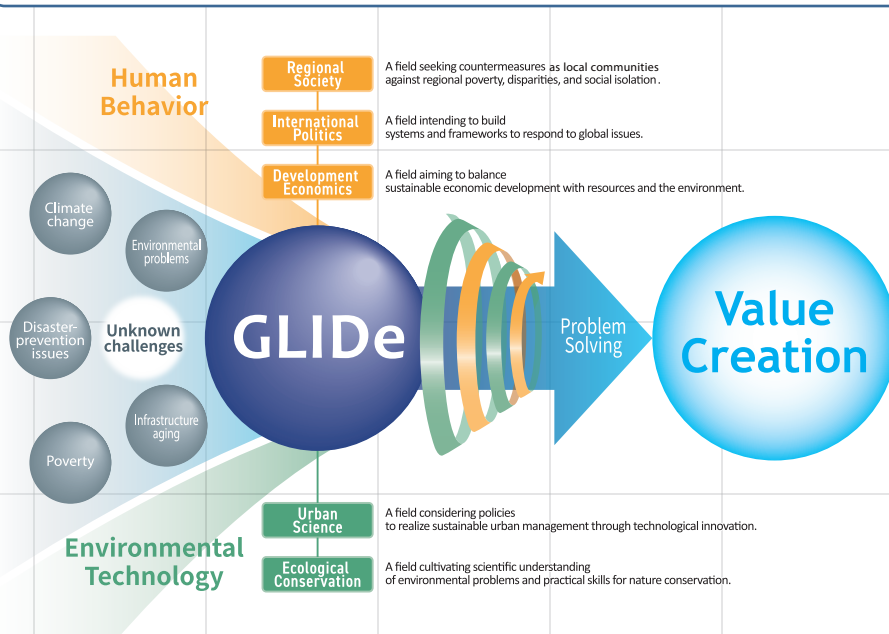 Human
Behavior
Regional
Society
A field seeking countermeasures as local communities
against regional poverty, disparities, and social isolation.
International
Politics
A field intending to build
systems and frameworks to respond to global issues.
Development
Economics
A field aiming to balance
sustainable economic development with resources and the environment.
Climate
change
Environmental
problems
Disaster-
prevention
issues
Unknown
challenges
Infrastructure
aging
Poverty
GLIDe
Problem
Solving
Value
Creation
Environmental
Technology
Urban
Science
A field considering policies
to realize sustainable urban management through technological innovation.
Ecological
Conservation
A field cultivating scientific understanding
of environmental problems and practical skills for nature conservation.